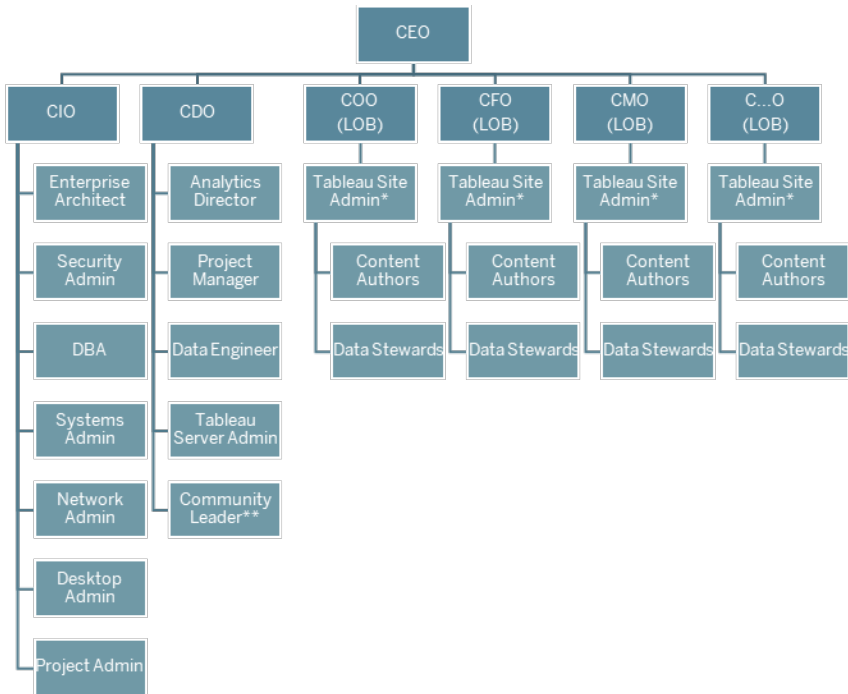 CEO
CIO
CDO
COO
(LOB)
CFO
(LOB)
CMO
(LOB)
C...O
(LOB)
Enterprise
Architect
Security
Admin
DBA
Systems
Admin
Network
Admin
Desktop
Admin
Project Admin
Analytics
Director
Project
Manager
Data Engineer
Tableau
Server Admin
Community
Leader**
Tableau Site
Admin*
Content
Authors
Data Stewards
Tableau Site
Admin*
Content
Authors
Data Stewards
Tableau Site
Admin*
Content
Authors
Data Stewards
Tableau Site
Admin*
Content
Authors
Data Stewards